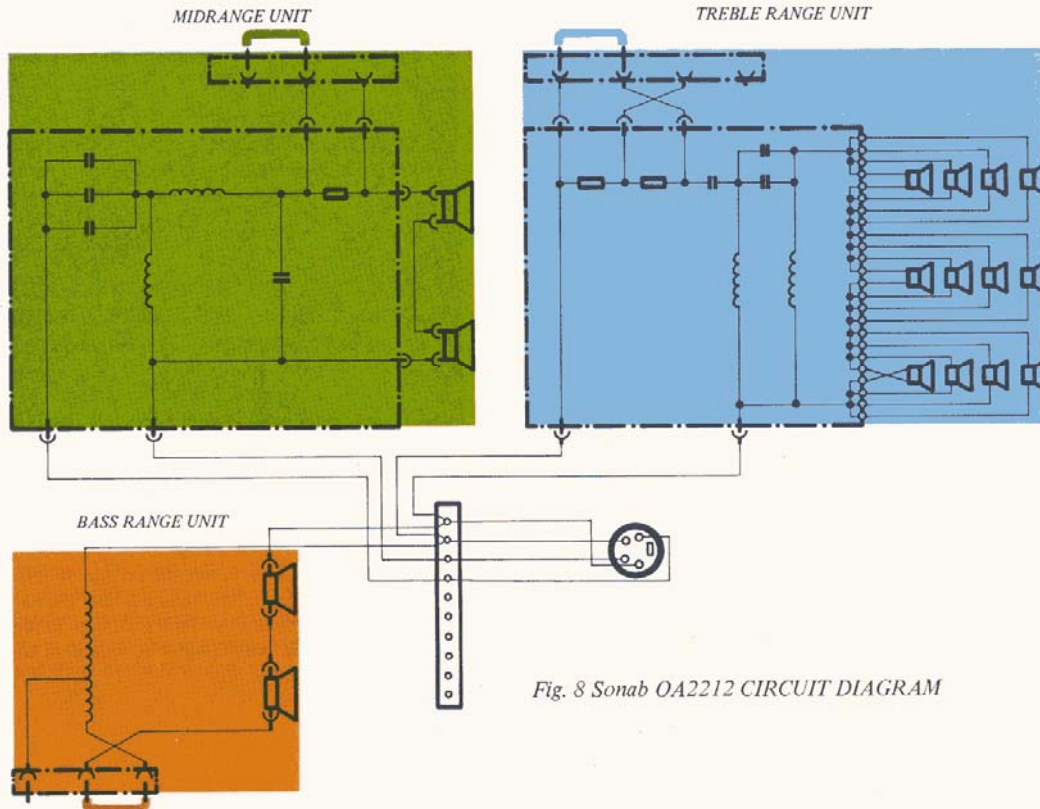 MIDRANGE UNIT
TREBLE RANGE UNIT
BASS RANGE UNIT
Fig. 8 Sonab OA2212 CIRCUIT DIAGRAM